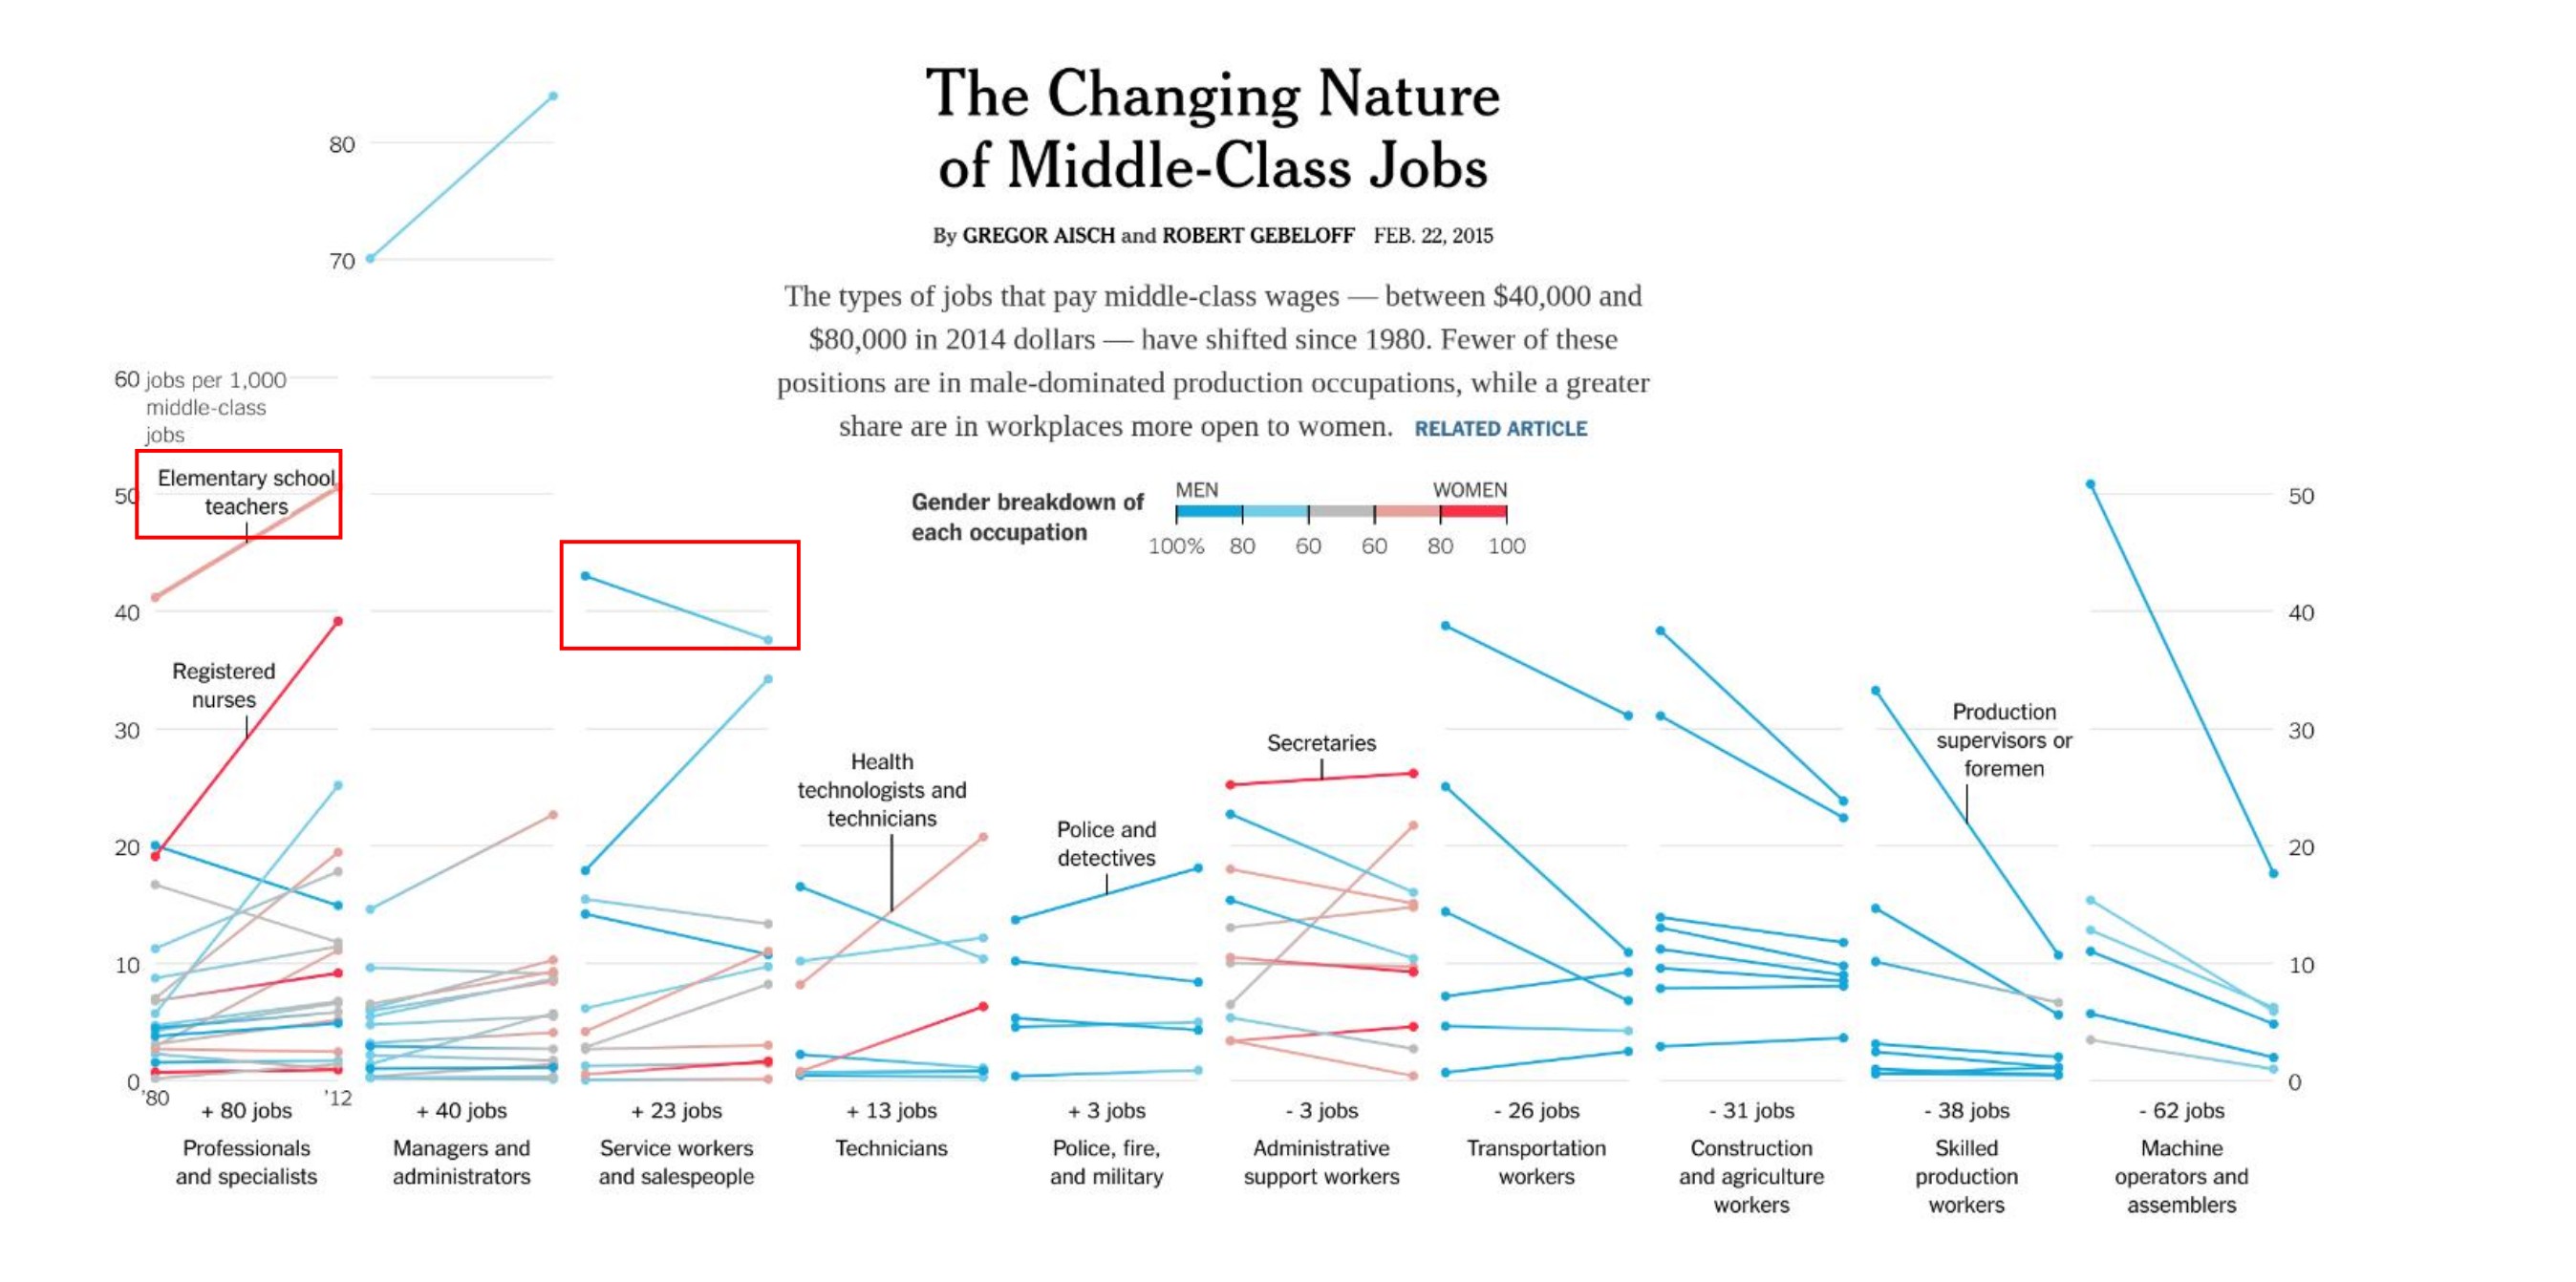 The Changing Nature
of Middle-Class Jobs
By GREGOR AISCH and ROBERT GEBELOFF FEB. 22, 2015
The types of jobs that pay middle-class wages — between $40,000 and
$80,000 in 2014 dollars — have shifted since 1980. Fewer of these
positions are in male-dominated production occupations, while a greater
share are in workplaces more open to women. RELATED ARTICLE
Gender breakdown of
each occupation
MEN WOMEN
100% 80 60 60 80 100
80
70
60 jobs per 1,000
middle-class
jobs
50
40
30
20
10
0
Elementary school
teachers
Registered
nurses
Health
technologists and
technicians
Police and
detectives
Secretaries
Production
supervisors or
foremen
50
40
30
20
10
0
'80 '12
+ 80 jobs
Professionals
and specialists
+ 40 jobs
Managers and
administrators
+ 23 jobs
Service workers
and salespeople
+ 13 jobs
Technicians
+ 3 jobs
Police, fire,
and military
- 3 jobs
Administrative
support workers
- 26 jobs
Transportation
workers
- 31 jobs
Construction
and agriculture
workers
- 38 jobs
Skilled
production
workers
- 62 jobs
Machine
operators and
assemblers